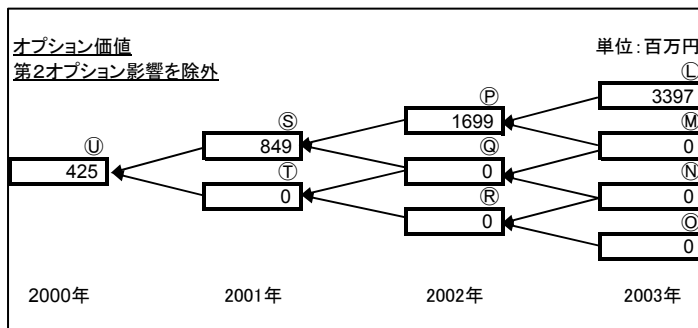 オプション価値
単位：百万円
第２オプション影響を除外
Ⓛ
3397
Ⓟ
1699
Ⓜ
0
Ⓢ
849
Ⓤ
425
Ⓠ
0
Ⓝ
0
Ⓣ
0
Ⓡ
0
Ⓞ
0
2000年
2001年
2002年
2003年